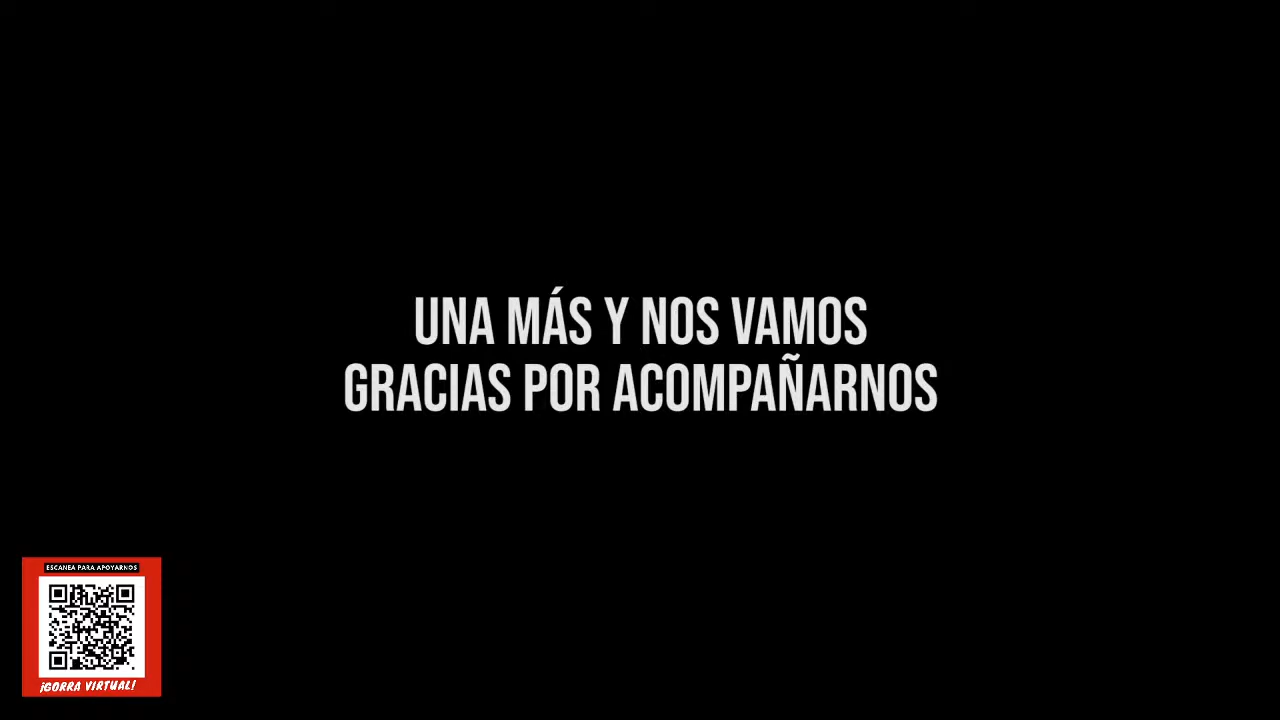 UNA MÁS Y NOS VAMOS
GRACIAS POR ACOMPAÑARNOS
ESCANEA PARA APOYARNOS
¡GORRA VIRTUAL!